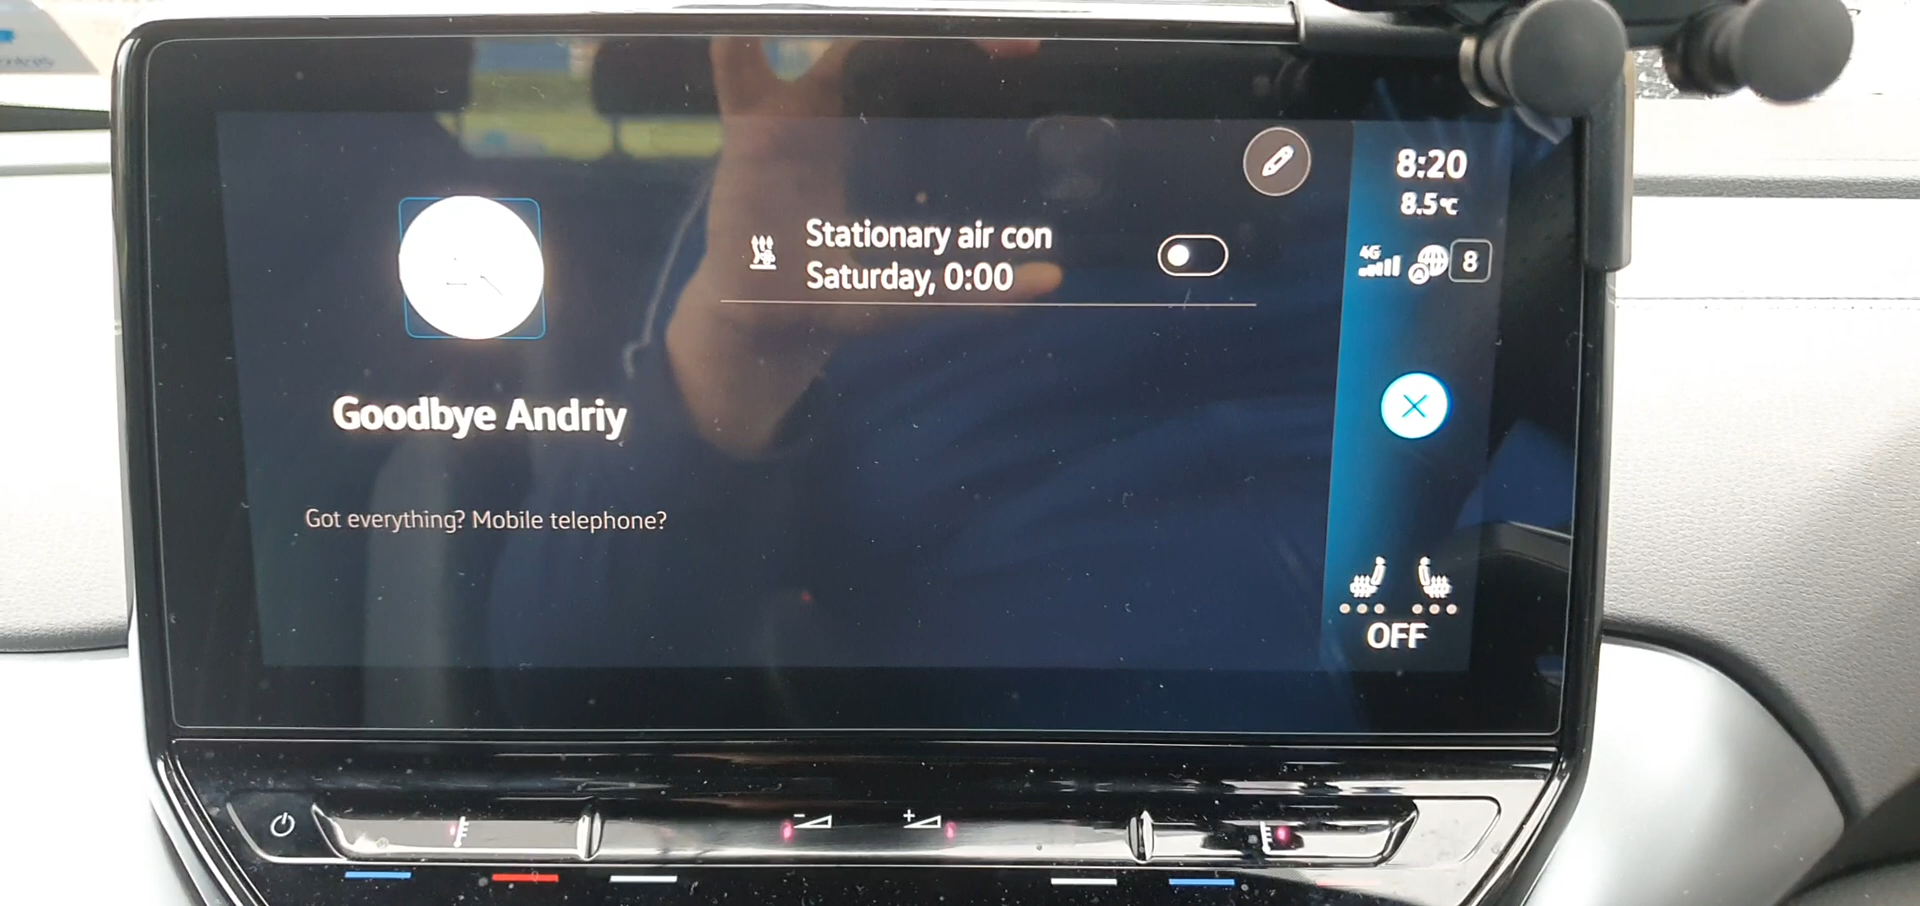 8:20
8.5°C
4G
8
Stationary air con
Saturday, 0:00
Goodbye Andriy
Got everything? Mobile telephone?
OFF